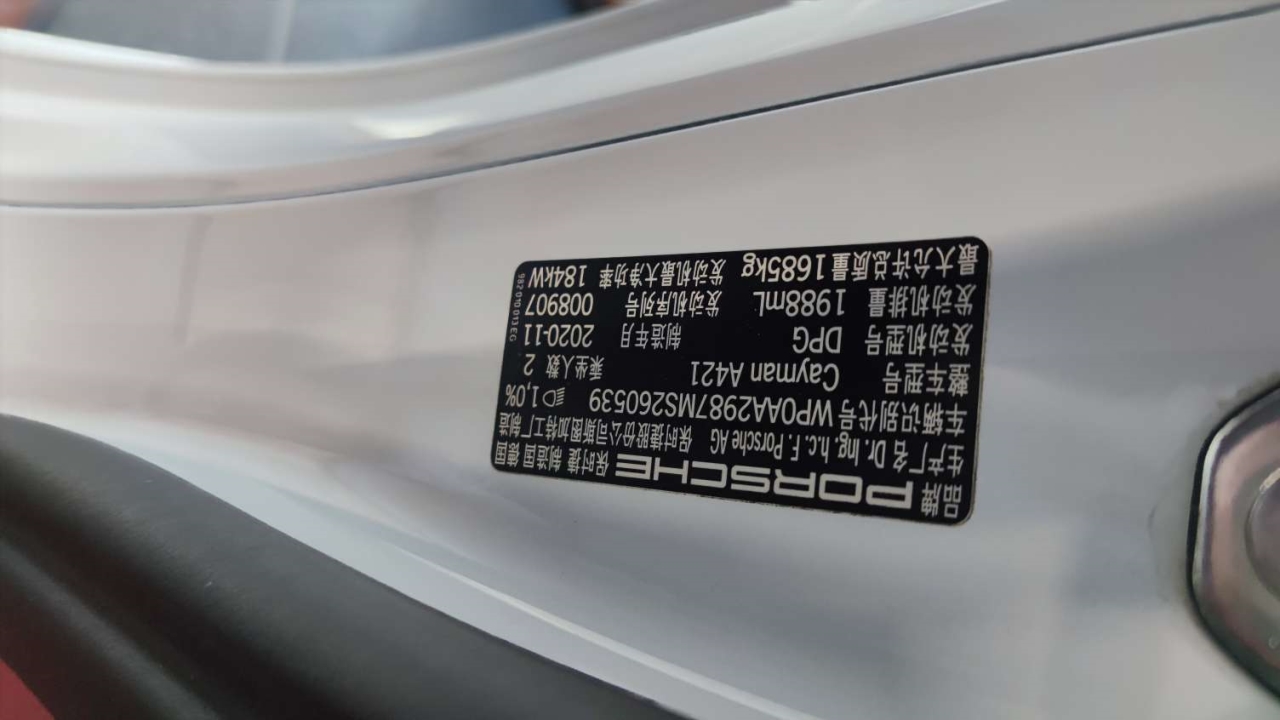 品牌 PORSCHE 保时捷 制造国 德国
生产厂名 Dr. Ing. h.c. F. Porsche AG 保时捷股份公司斯图加特工厂制造
车辆识别代号 WP0AA2987MS260539 1,0%
整车型号 Cayman A421 乘坐人数 2
发动机型号 DPG 制造年月 2020-11
发动机排量 1988mL 发动机序列号 008907
最大允许总质量 1685kg 发动机最大净功率 184kW
982 010 013 EG